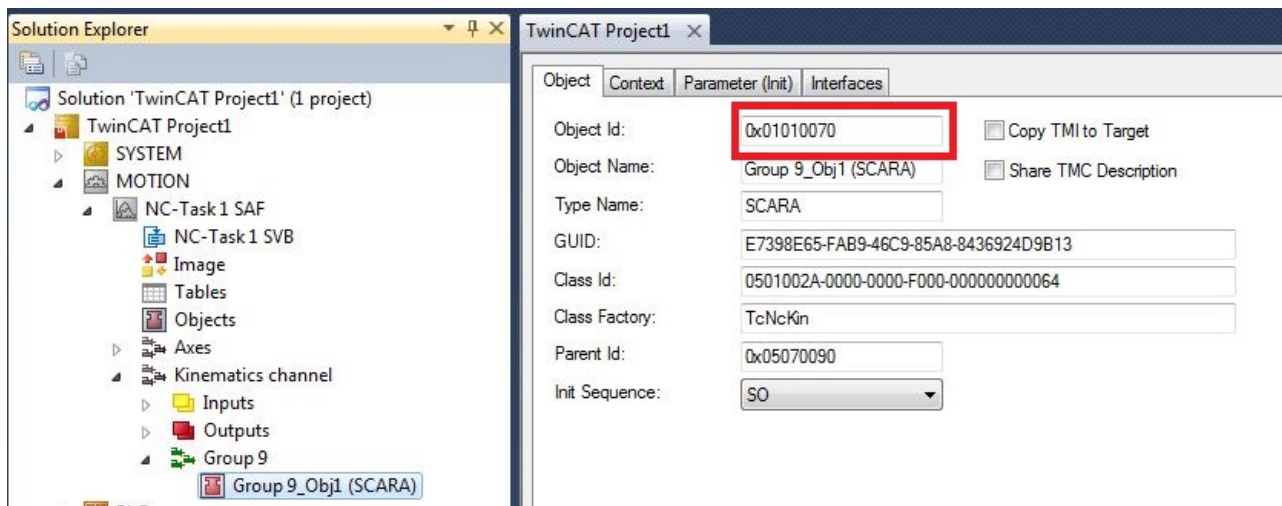 Solution Explorer
Solution 'TwinCAT Project1' (1 project)
TwinCAT Project1
SYSTEM
MOTION
NC-Task 1 SAF
NC-Task 1 SVB
Image
Tables
Objects
Axes
Kinematics channel
Inputs
Outputs
Group 9
Group 9_Obj1 (SCARA)
TwinCAT Project1
Object Context Parameter (Init) Interfaces
Object Id: 0x01010070 Copy TMI to Target
Object Name: Group 9_Obj1 (SCARA) Share TMC Description
Type Name: SCARA
GUID: E7398E65-FAB9-46C9-85A8-8436924D9B13
Class Id: 0501002A-0000-0000-F000-000000000064
Class Factory: TcNcKin
Parent Id: 0x05070090
Init Sequence: SO